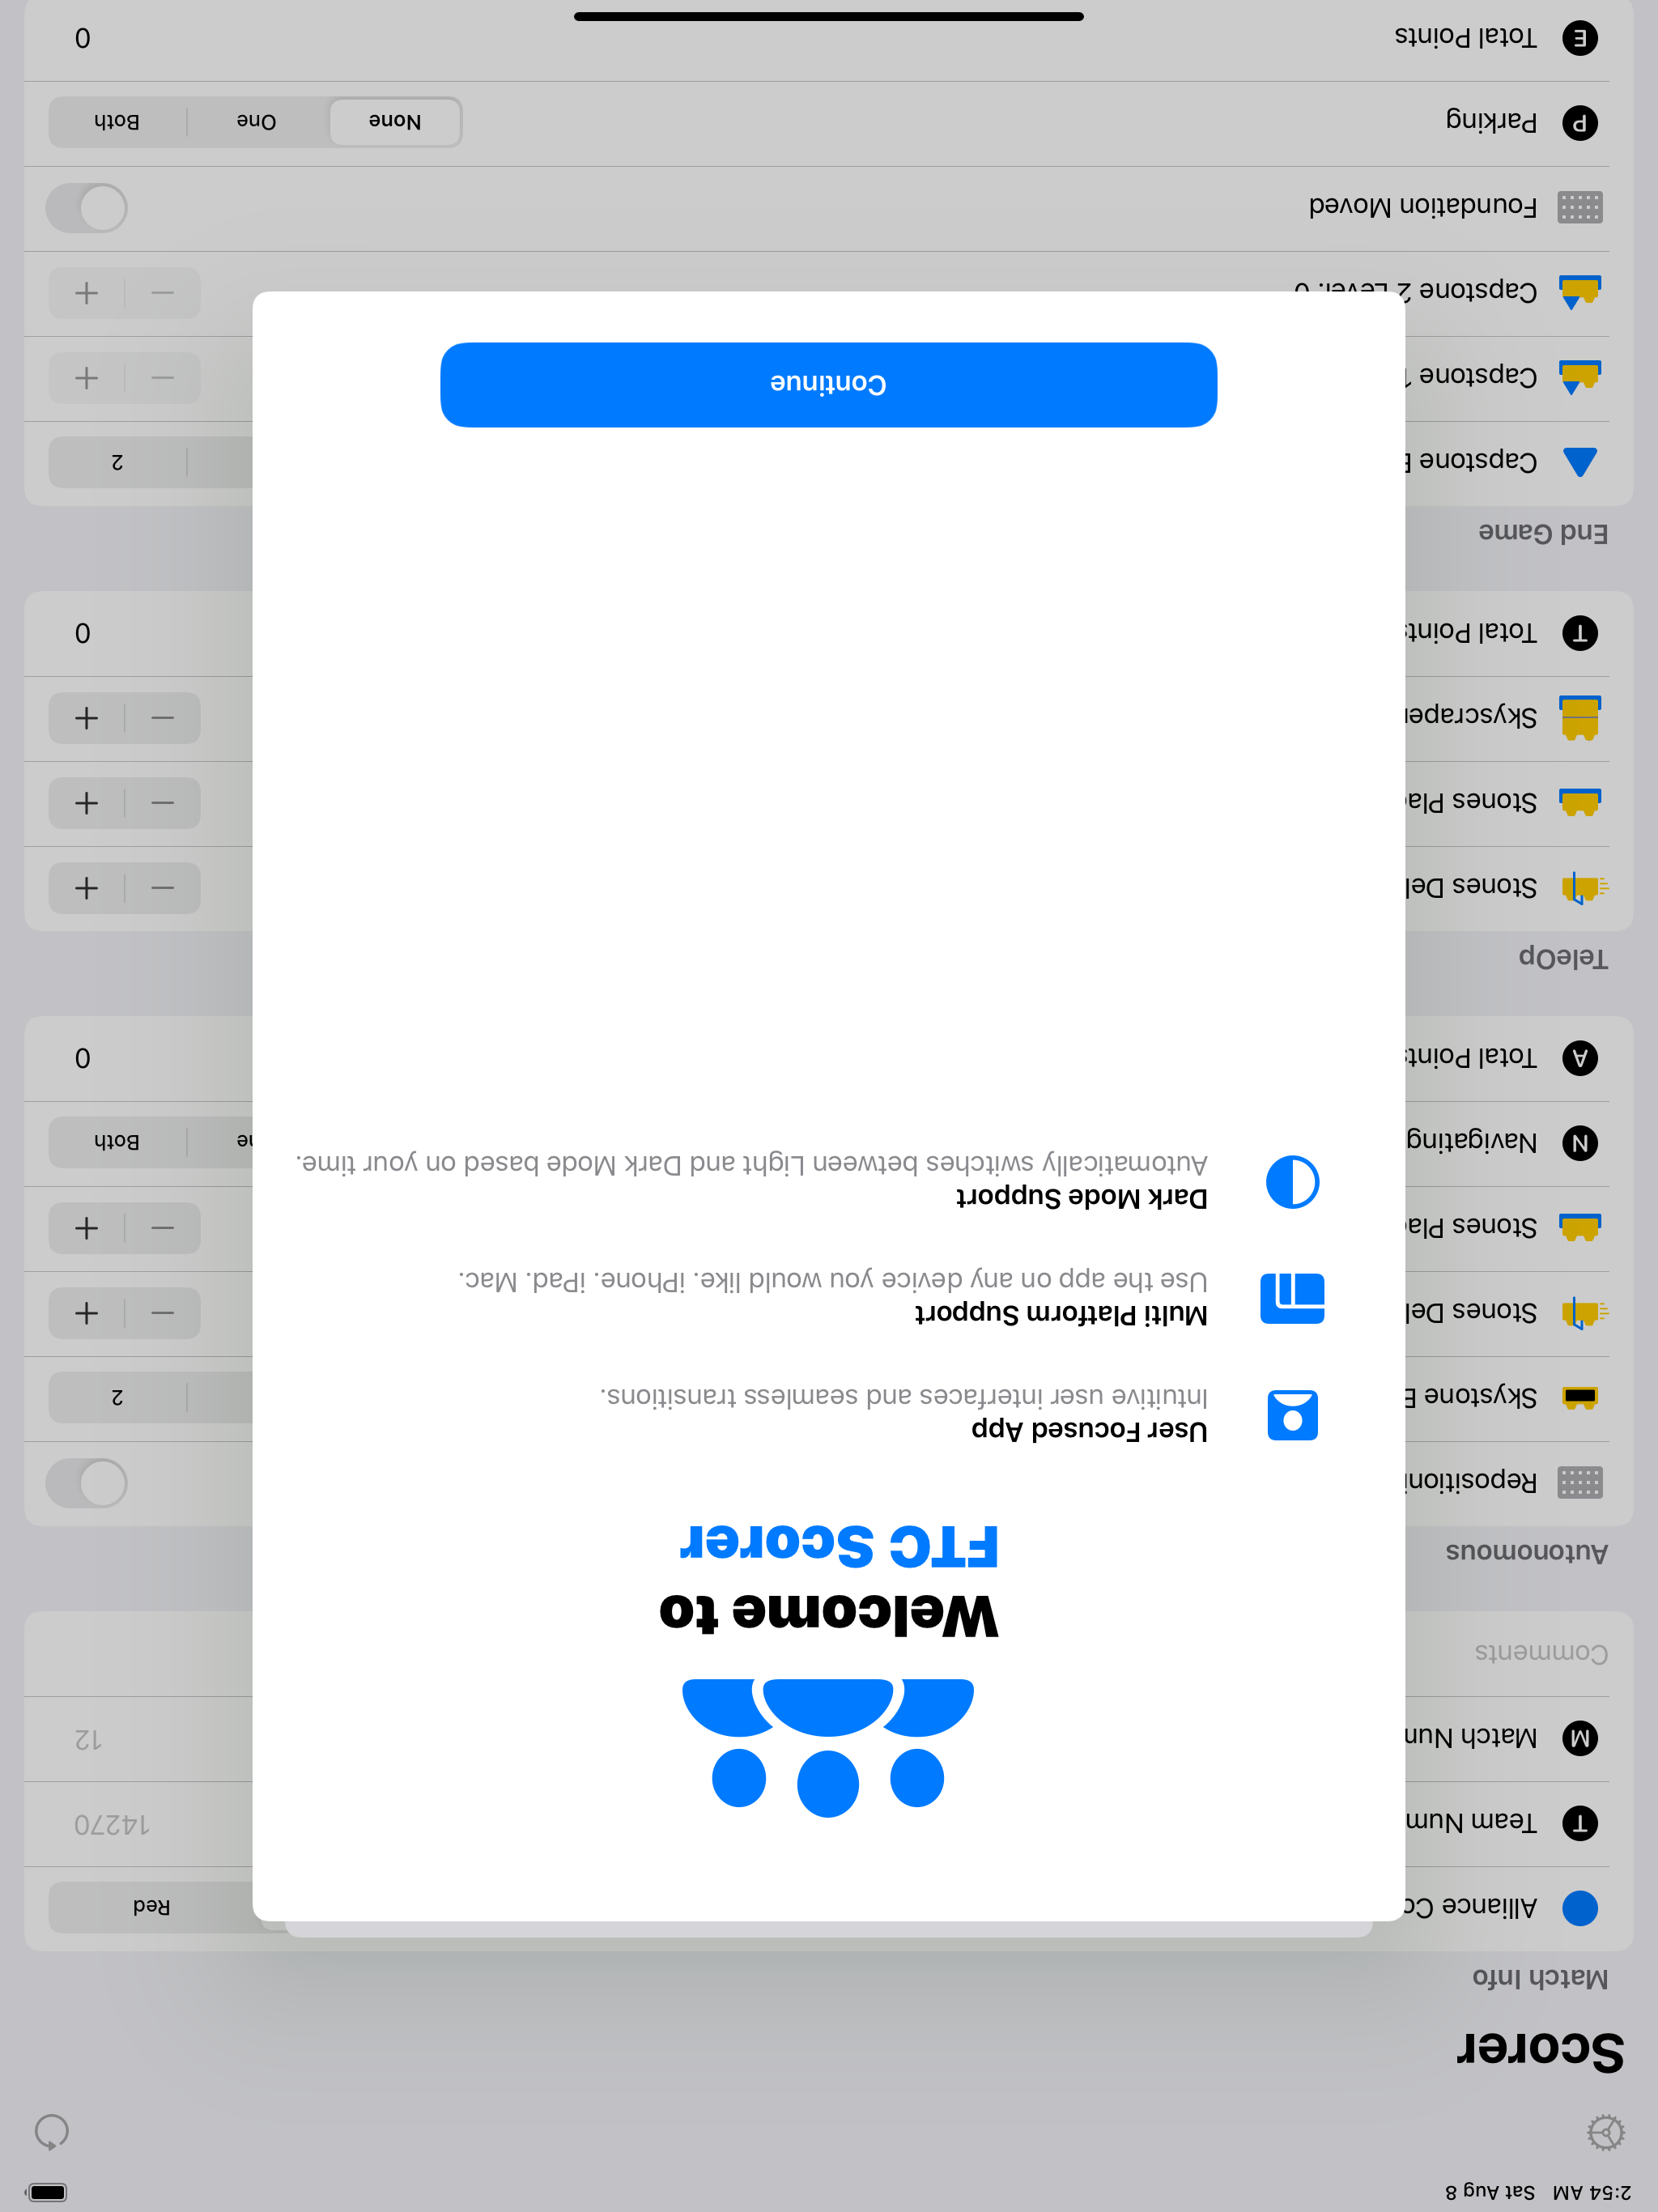 2:54 AM Sat Aug 8
Scorer
Match Info
Alliance Co
Red
T Team Num
14270
M Match Num
12
Comments
Autonomous
Repositioni
Skystone B
2
Stones Del
Stones Plac
N Navigating
ne
Both
A Total Points
0
TeleOp
Stones Del
Stones Plac
Skyscraper
T Total Points
0
End Game
Capstone B
2
Capstone 1
Capstone 2 Level: 0
Foundation Moved
P Parking
None
One
Both
E Total Points
0
Welcome to
FTC Scorer
User Focused App
Intuitive user interfaces and seamless transitions.
Multi Platform Support
Use the app on any device you would like. iPhone. iPad. Mac.
Dark Mode Support
Automatically switches between Light and Dark Mode based on your time.
Continue